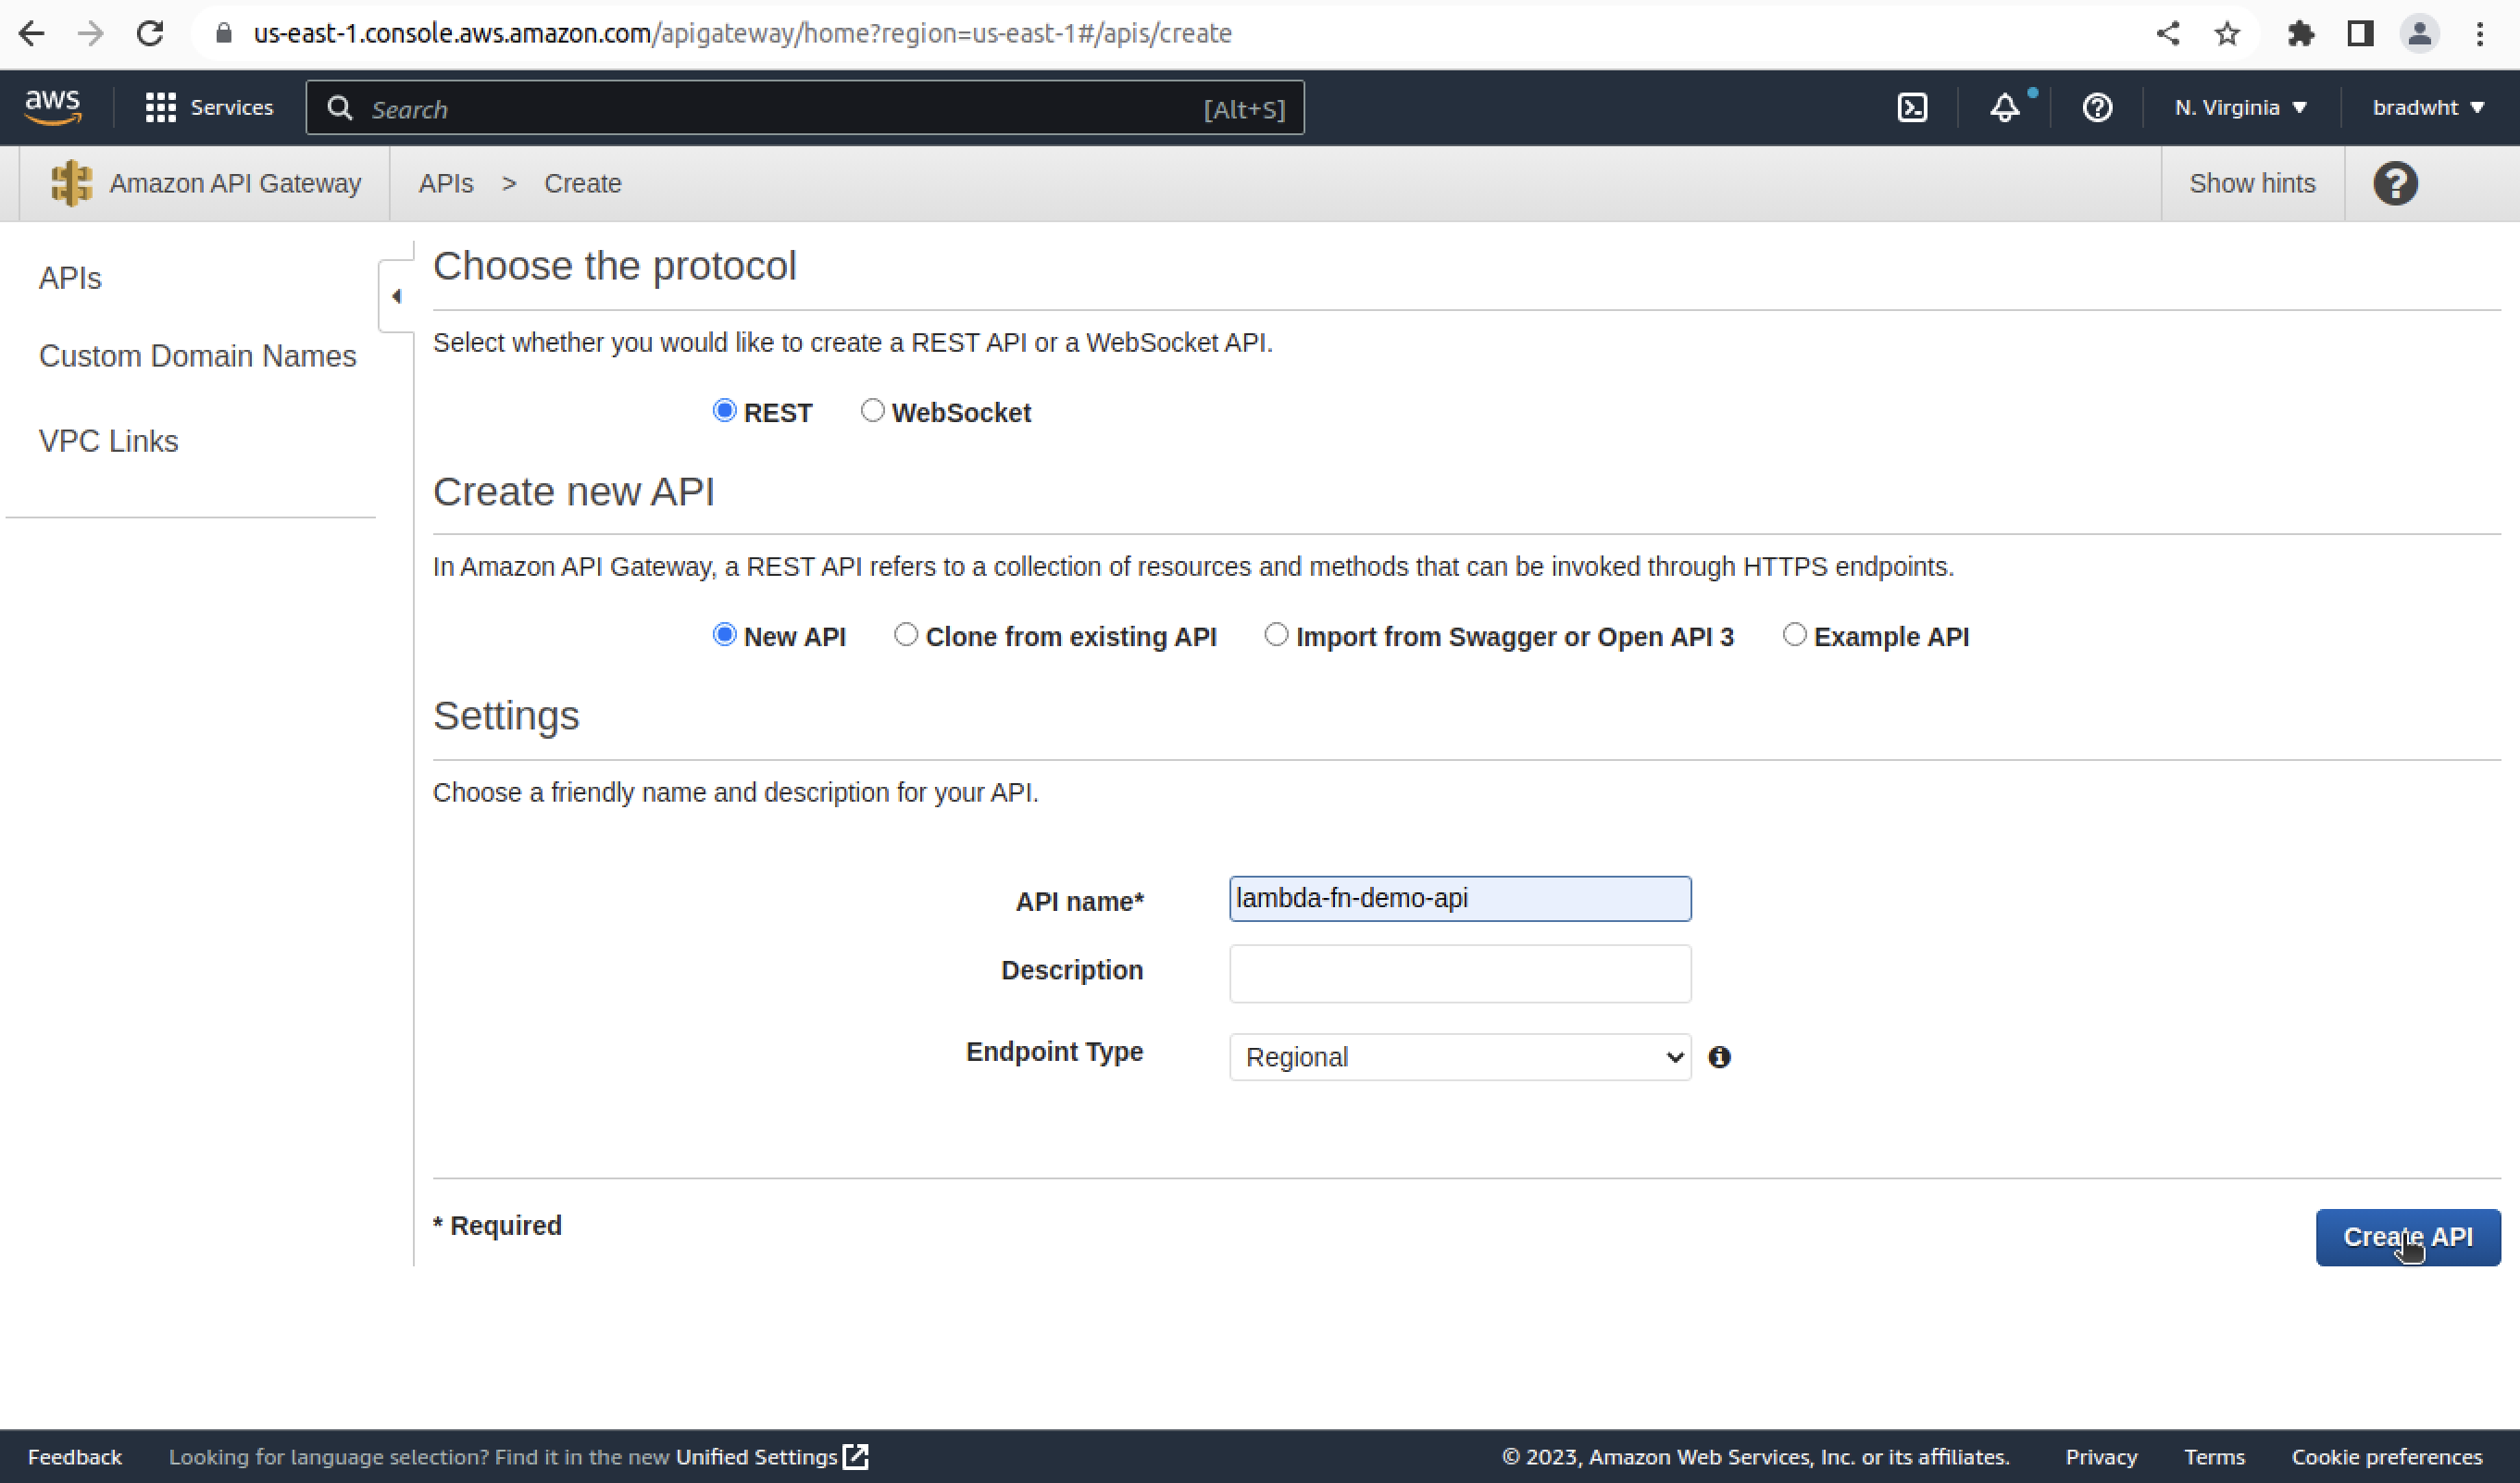 us-east-1.console.aws.amazon.com/apigateway/home?region=us-east-1#/apis/create
aws Services Search [Alt+S] N. Virginia ▼ bradwht ▼
Amazon API Gateway APIs > Create Show hints ?
APIs
Custom Domain Names
VPC Links
Choose the protocol
Select whether you would like to create a REST API or a WebSocket API.
REST WebSocket
Create new API
In Amazon API Gateway, a REST API refers to a collection of resources and methods that can be invoked through HTTPS endpoints.
New API Clone from existing API Import from Swagger or Open API 3 Example API
Settings
Choose a friendly name and description for your API.
API name* lambda-fn-demo-api
Description
Endpoint Type Regional
* Required
Create API
Feedback Looking for language selection? Find it in the new Unified Settings © 2023, Amazon Web Services, Inc. or its affiliates. Privacy Terms Cookie preferences